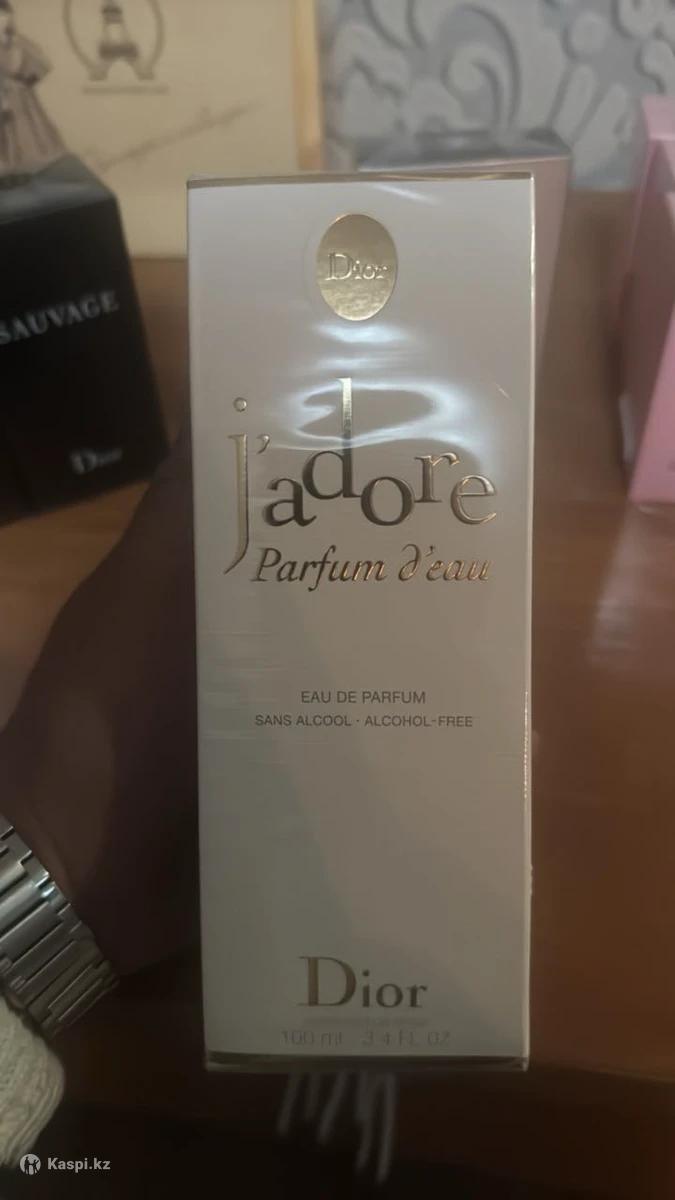 Dior
SAUVAGE
Dior
j'adore
Parfum d'eau
EAU DE PARFUM
SANS ALCOOL · ALCOHOL-FREE
Dior
100 ml 3.4 FL. OZ
Kaspi.kz